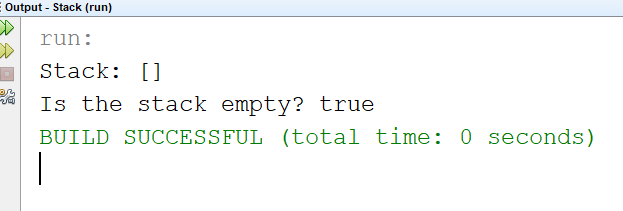 Output - Stack (run)
run:
Stack: []
Is the stack empty? true
BUILD SUCCESSFUL (total time: 0 seconds)